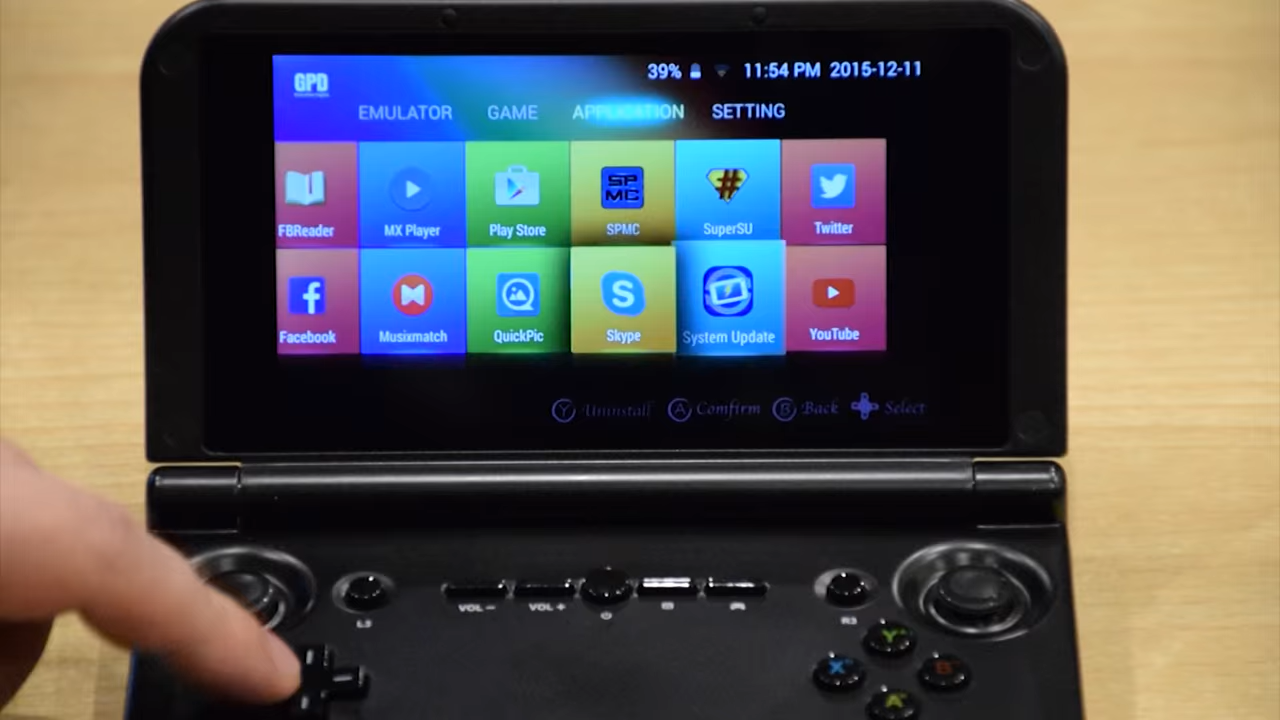 GPD
39% 11:54 PM 2015-12-11
EMULATOR GAME APPLICATION SETTING
FBReader MX Player Play Store SPMC SuperSU Twitter
Facebook Musixmatch QuickPic Skype System Update YouTube
Y Uninstall A Comfirm B Back Select
VOL- VOL+
L3 R3
Y
X B
A